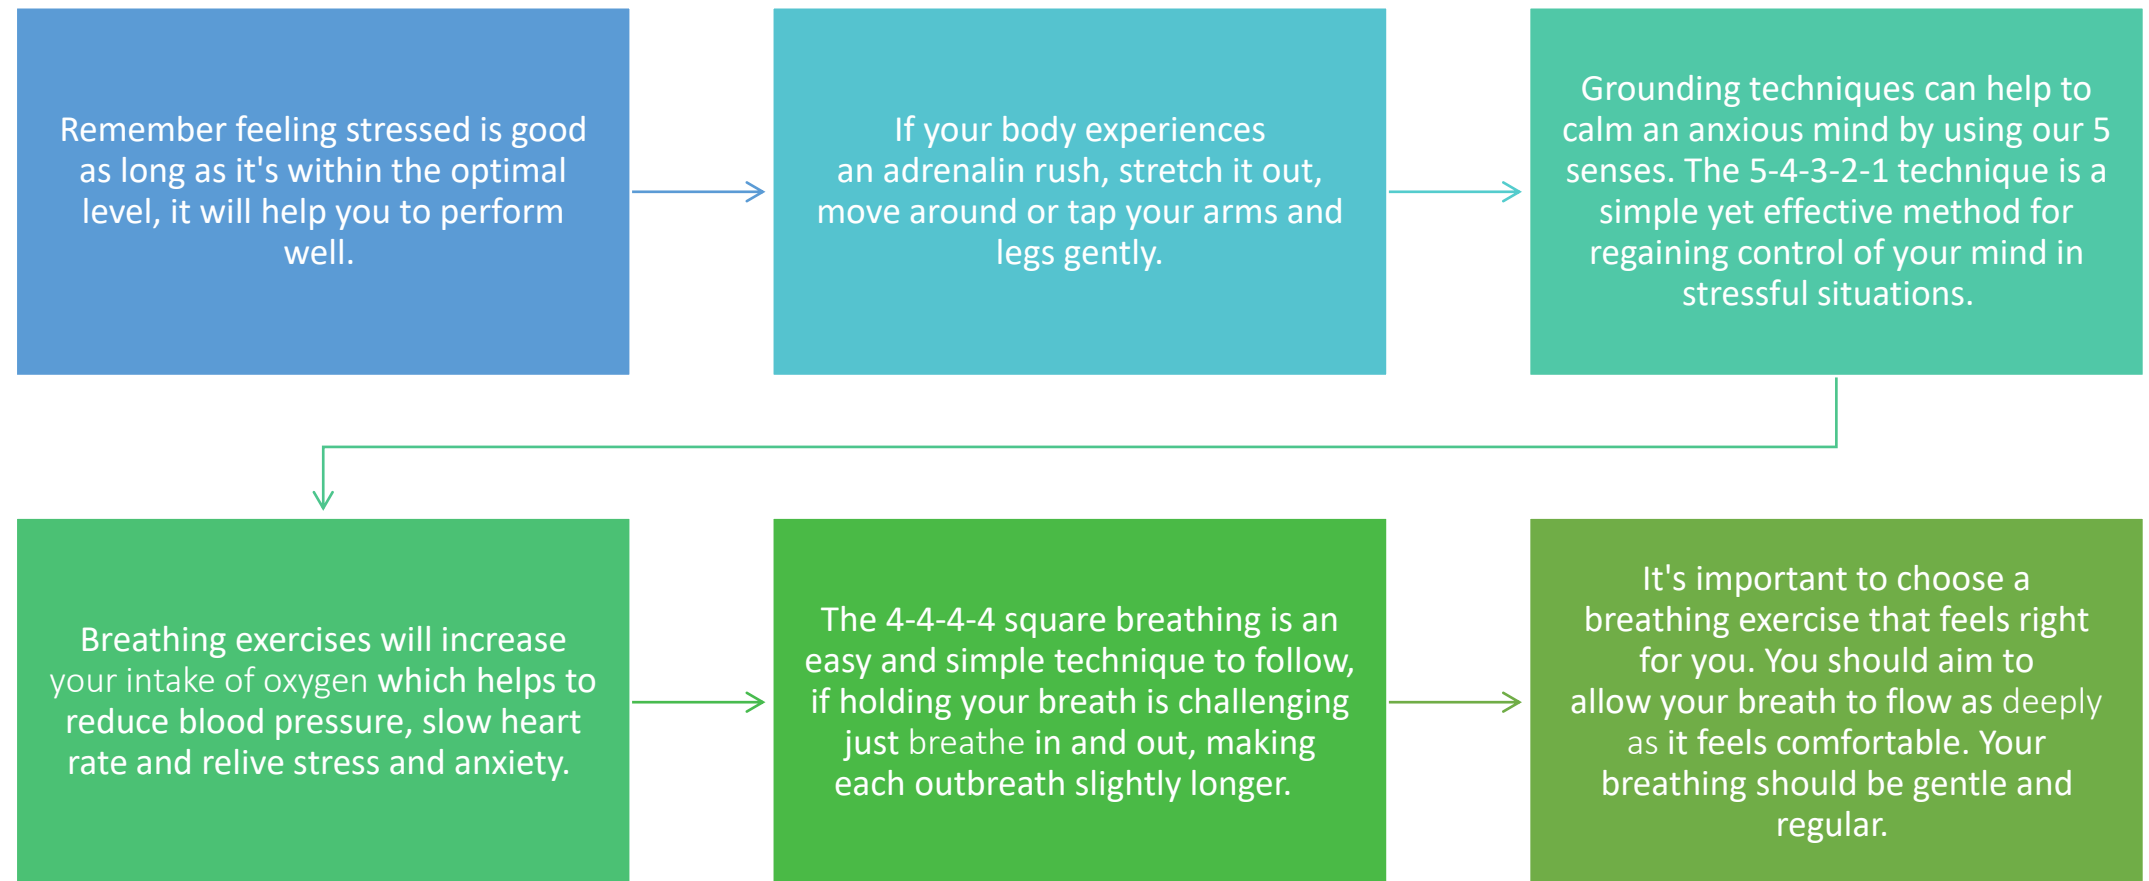 Remember feeling stressed is good
as long as it's within the optimal
level, it will help you to perform
well.
If your body experiences
an adrenalin rush, stretch it out,
move around or tap your arms and
legs gently.
Grounding techniques can help to
calm an anxious mind by using our 5
senses. The 5-4-3-2-1 technique is a
simple yet effective method for
regaining control of your mind in
stressful situations.
Breathing exercises will increase
your intake of oxygen which helps to
reduce blood pressure, slow heart
rate and relive stress and anxiety.
The 4-4-4-4 square breathing is an
easy and simple technique to follow,
if holding your breath is challenging
just breathe in and out, making
each outbreath slightly longer.
It's important to choose a
breathing exercise that feels right
for you. You should aim to
allow your breath to flow as deeply
as it feels comfortable. Your
breathing should be gentle and
regular.